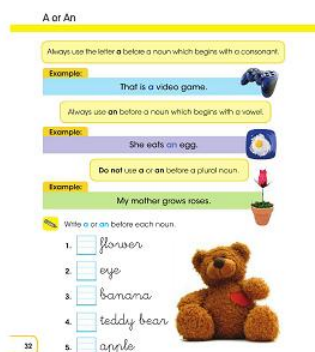 A or An
Always use the letter a before a noun which begins with a consonant.
Example:
That is a video game.
Always use an before a noun which begins with a vowel.
Example:
She eats an egg.
Do not use a or an before a plural noun.
Example:
My mother grows roses.
Write a or an before each noun.
1. flower
2. eye
3. banana
4. teddy bear
5. apple
32